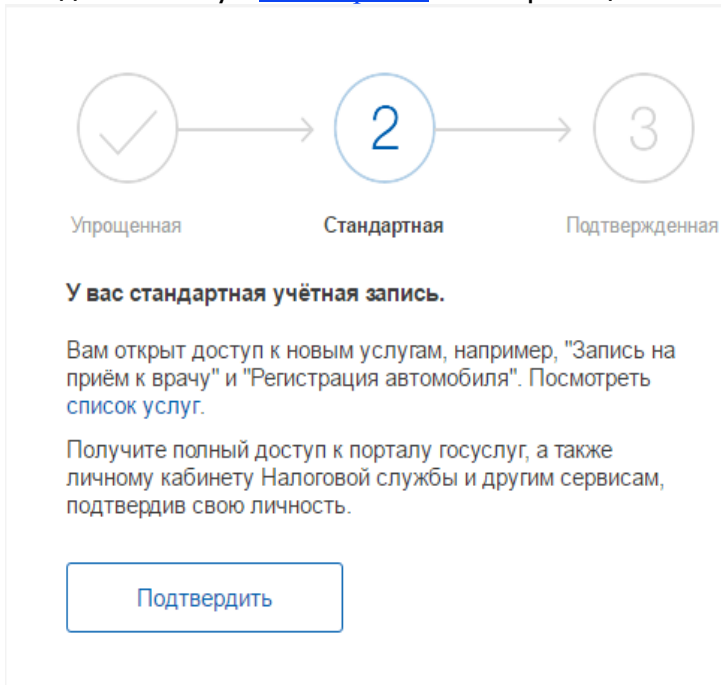 2
3
Упрощенная
Стандартная
Подтвержденная
У вас стандартная учётная запись.
Вам открыт доступ к новым услугам, например, "Запись на
приём к врачу" и "Регистрация автомобиля". Посмотреть
список услуг.
Получите полный доступ к порталу госуслуг, а также
личному кабинету Налоговой службы и другим сервисам,
подтвердив свою личность.
Подтвердить